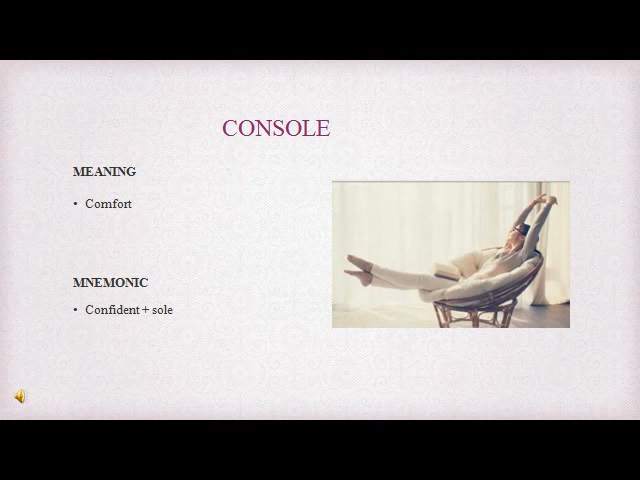 CONSOLE
MEANING
• Comfort
MNEMONIC
• Confident + sole